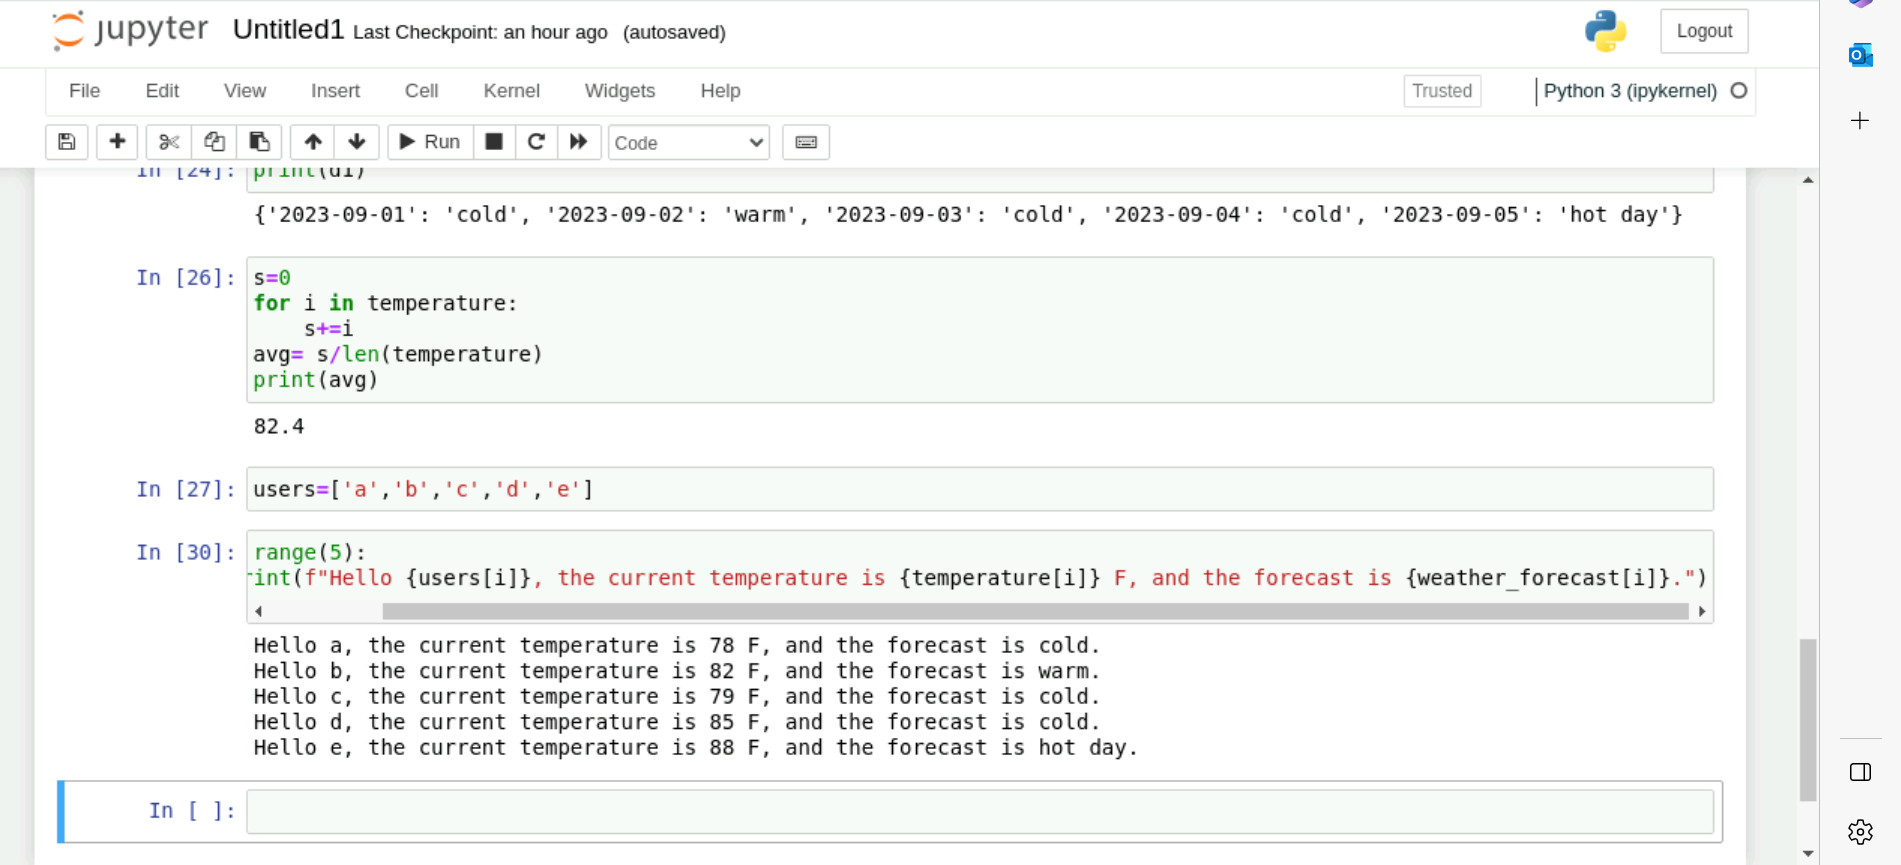 jupyter Untitled1 Last Checkpoint: an hour ago (autosaved) Logout
File Edit View Insert Cell Kernel Widgets Help Trusted Python 3 (ipykernel)
Run Code
In [24]: print(d1)
{'2023-09-01': 'cold', '2023-09-02': 'warm', '2023-09-03': 'cold', '2023-09-04': 'cold', '2023-09-05': 'hot day'}
In [26]: s=0
for i in temperature:
    s+=i
avg= s/len(temperature)
print(avg)
82.4
In [27]: users=['a','b','c','d','e']
In [30]: range(5):
rint(f"Hello {users[i]}, the current temperature is {temperature[i]} F, and the forecast is {weather_forecast[i]}.")
Hello a, the current temperature is 78 F, and the forecast is cold.
Hello b, the current temperature is 82 F, and the forecast is warm.
Hello c, the current temperature is 79 F, and the forecast is cold.
Hello d, the current temperature is 85 F, and the forecast is cold.
Hello e, the current temperature is 88 F, and the forecast is hot day.
In [ ]: